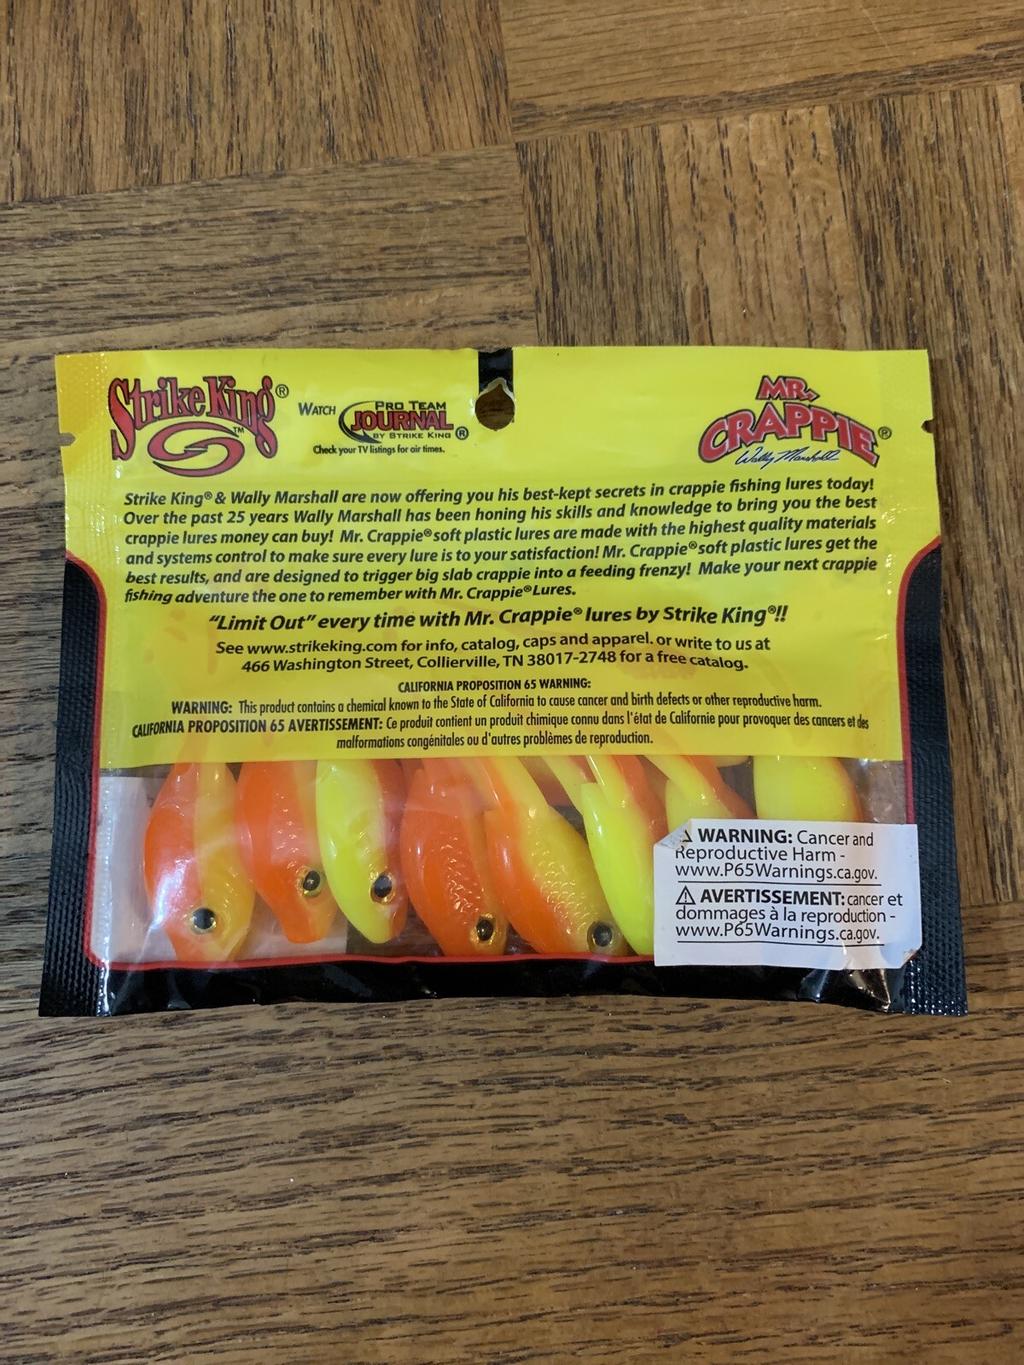 Strike King® ™
WATCH PRO TEAM JOURNAL BY STRIKE KING ®
Check your TV listings for air times.
MR. CRAPPIE®
Wally Marshall
Strike King® & Wally Marshall are now offering you his best-kept secrets in crappie fishing lures today!
Over the past 25 years Wally Marshall has been honing his skills and knowledge to bring you the best
crappie lures money can buy! Mr. Crappie® soft plastic lures are made with the highest quality materials
and systems control to make sure every lure is to your satisfaction! Mr. Crappie® soft plastic lures get the
best results, and are designed to trigger big slab crappie into a feeding frenzy! Make your next crappie
fishing adventure the one to remember with Mr. Crappie® Lures.
"Limit Out" every time with Mr. Crappie® lures by Strike King®!!
See www.strikeking.com for info, catalog, caps and apparel. or write to us at
466 Washington Street, Collierville, TN 38017-2748 for a free catalog.
CALIFORNIA PROPOSITION 65 WARNING:
WARNING: This product contains a chemical known to the State of California to cause cancer and birth defects or other reproductive harm.
CALIFORNIA PROPOSITION 65 AVERTISSEMENT: Ce produit contient un produit chimique connu dans l'état de Californie pour provoquer des cancers et des
malformations congénitales ou d'autres problèmes de reproduction.
⚠ WARNING: Cancer and
Reproductive Harm -
www.P65Warnings.ca.gov.
⚠ AVERTISSEMENT: cancer et
dommages à la reproduction -
www.P65Warnings.ca.gov.